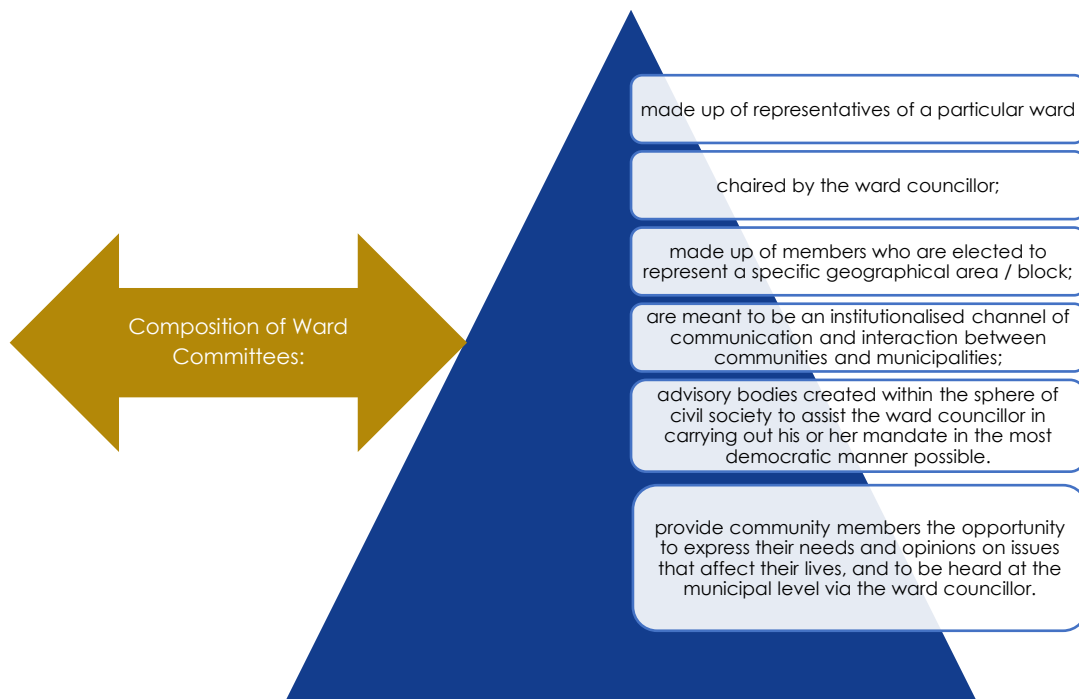 Composition of Ward
Committees:
made up of representatives of a particular ward
chaired by the ward councillor;
made up of members who are elected to
represent a specific geographical area / block;
are meant to be an institutionalised channel of
communication and interaction between
communities and municipalities;
advisory bodies created within the sphere of
civil society to assist the ward councillor in
carrying out his or her mandate in the most
democratic manner possible.
provide community members the opportunity
to express their needs and opinions on issues
that affect their lives, and to be heard at the
municipal level via the ward councillor.